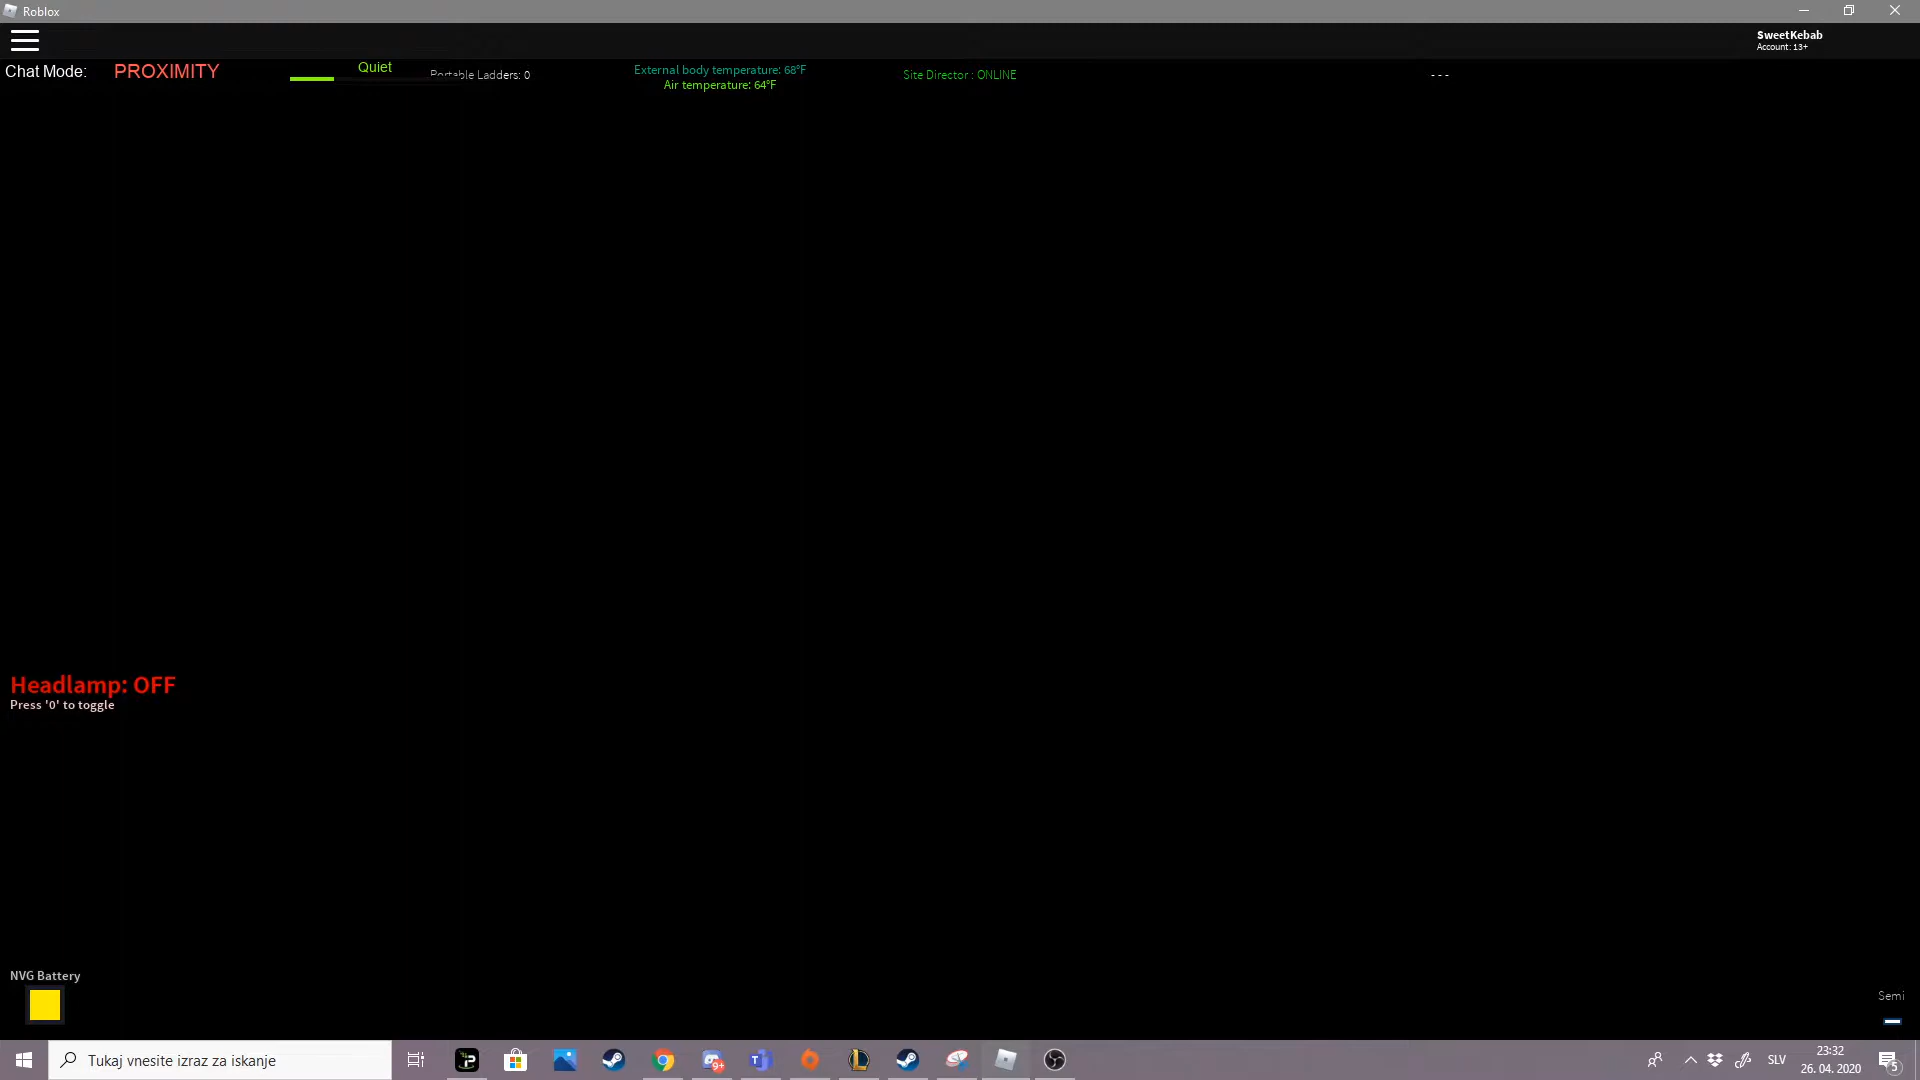 Roblox
SweetKebab
Account: 13+
Chat Mode: PROXIMITY
Quiet
Portable Ladders: 0
External body temperature: 68°F
Air temperature: 64°F
Site Director : ONLINE
---
Headlamp: OFF
Press '0' to toggle
NVG Battery
Semi
Tukaj vnesite izraz za iskanje
9+
SLV
23:32
26. 04. 2020
5